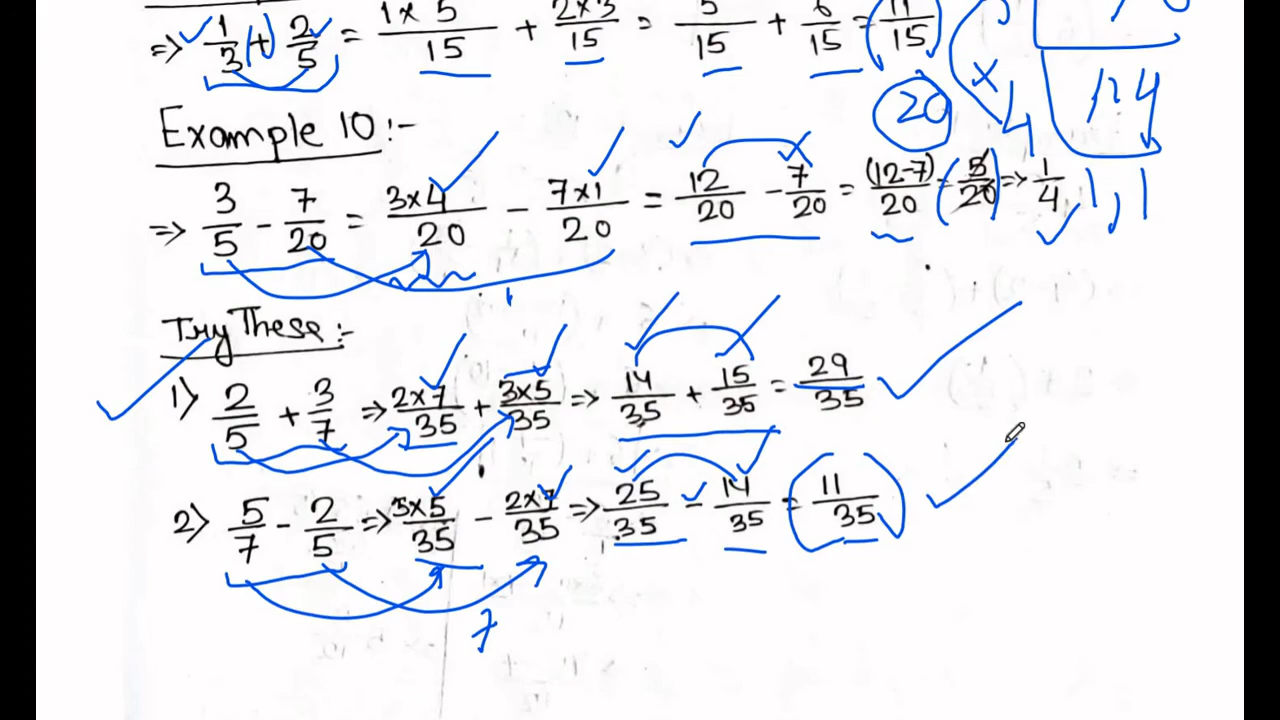 => 1/3 + 2/5 = 1 × 5/15 + 2×3/15 = 5/15 + 6/15 = 11/15
20 × 4
Example 10 :-
=> 3/5 - 7/20 = 3×4/20 - 7×1/20 = 12/20 - 7/20 = (12-7)/20 = 5/20 => 1/4
Try These :-
1) 2/5 + 3/7 => 2×7/35 + 3×5/35 => 14/35 + 15/35 = 29/35
2) 5/7 - 2/5 => 5×5/35 - 2×7/35 => 25/35 - 14/35 = 11/35
7